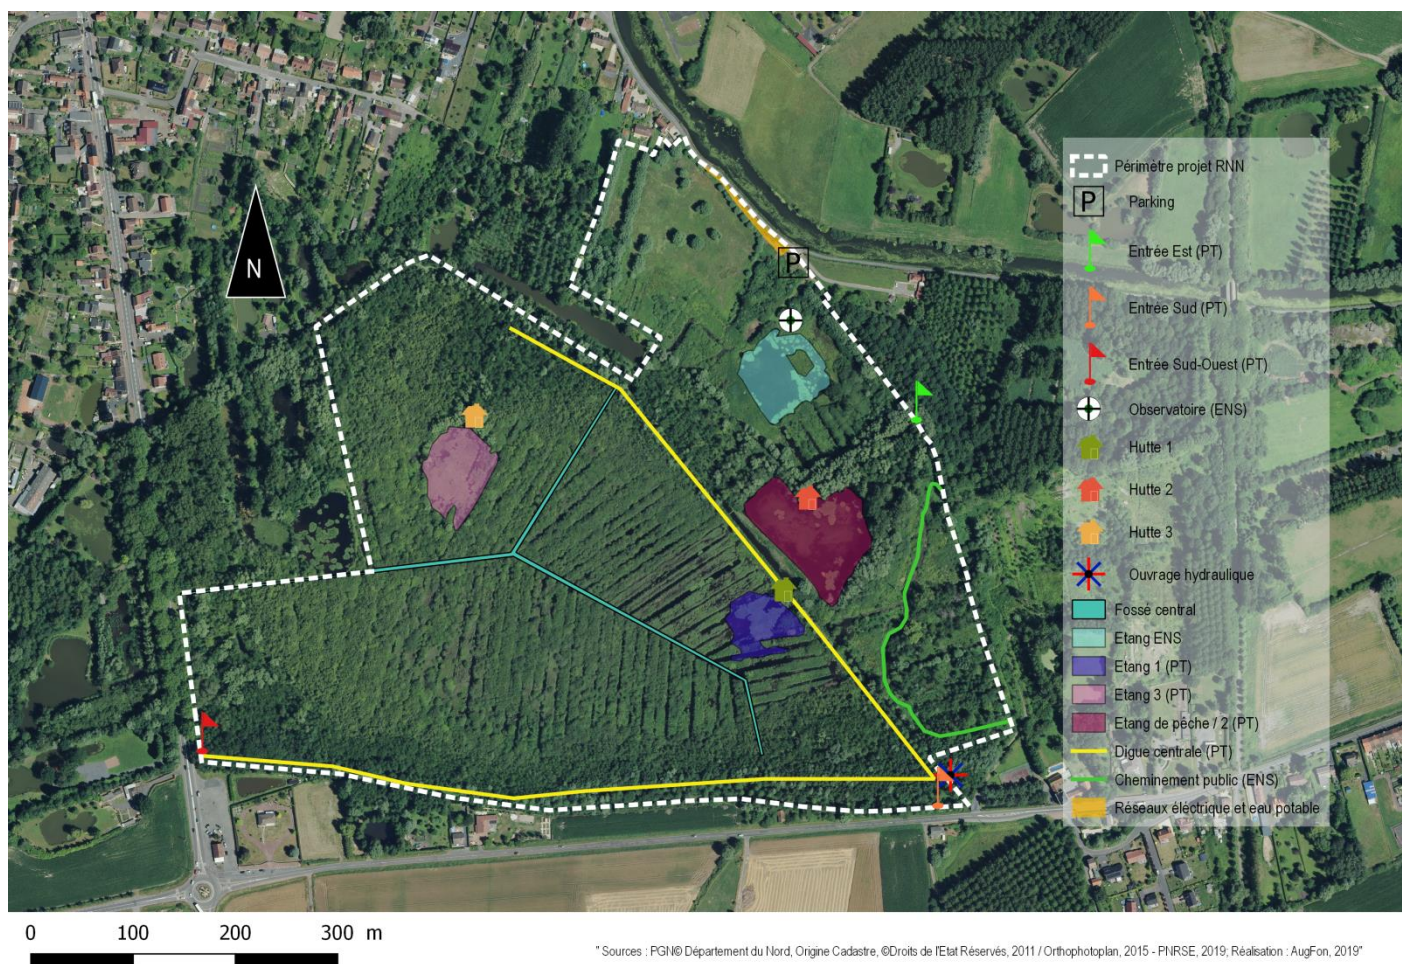 Périmètre projet RNN
P
Parking
Entrée Est (PT)
Entrée Sud (PT)
Entrée Sud-Ouest (PT)
Observatoire (ENS)
Hutte 1
Hutte 2
Hutte 3
Ouvrage hydraulique
Fossé central
Etang ENS
Etang 1 (PT)
Etang 3 (PT)
Etang de pêche / 2 (PT)
Digue centrale (PT)
Cheminement public (ENS)
Réseaux éléctrique et eau potable
N
P
0 100 200 300 m
" Sources : PGN© Département du Nord, Origine Cadastre, ©Droits de l'Etat Réservés, 2011 / Orthophotoplan, 2015 - PNRSE, 2019; Réalisation : AugFon, 2019"